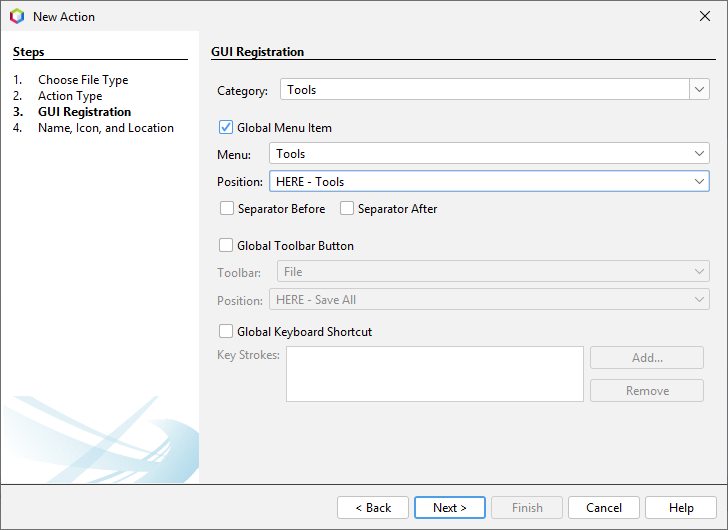 New Action
Steps
1. Choose File Type
2. Action Type
3. GUI Registration
4. Name, Icon, and Location
GUI Registration
Category: Tools
Global Menu Item
Menu: Tools
Position: HERE - Tools
Separator Before Separator After
Global Toolbar Button
Toolbar: File
Position: HERE - Save All
Global Keyboard Shortcut
Key Strokes: Add...
Remove
< Back Next > Finish Cancel Help